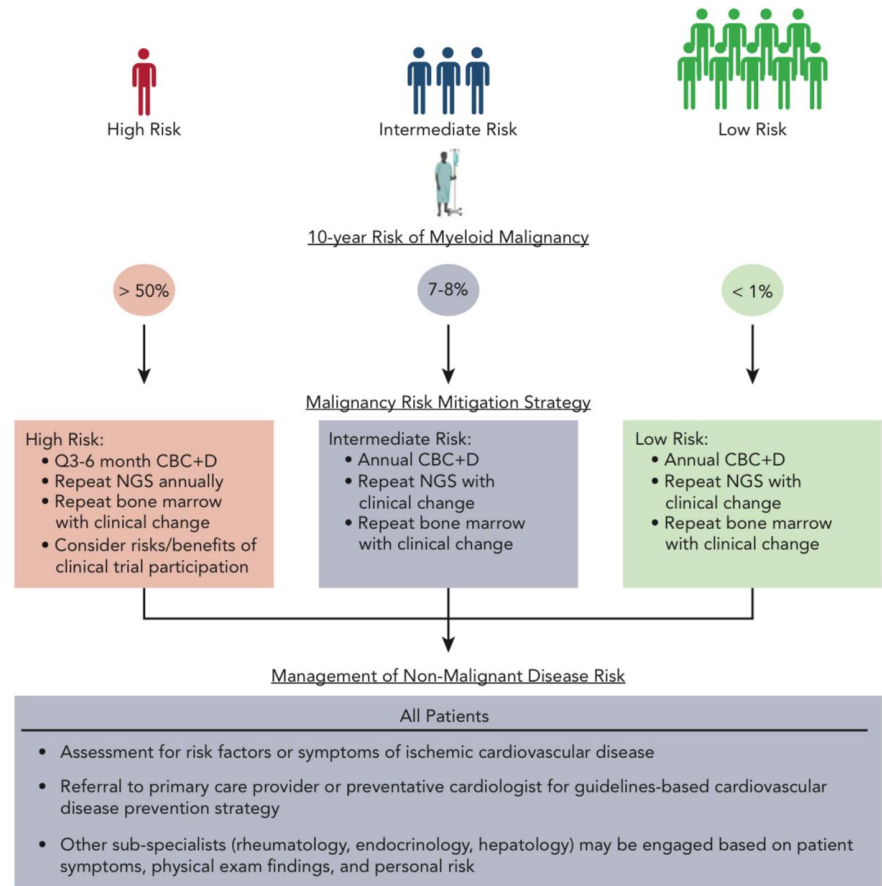 High Risk
Intermediate Risk
Low Risk
10-year Risk of Myeloid Malignancy
> 50%
7-8%
< 1%
Malignancy Risk Mitigation Strategy
High Risk:
• Q3-6 month CBC+D
• Repeat NGS annually
• Repeat bone marrow
with clinical change
• Consider risks/benefits of
clinical trial participation
Intermediate Risk:
• Annual CBC+D
• Repeat NGS with
clinical change
• Repeat bone marrow
with clinical change
Low Risk:
• Annual CBC+D
• Repeat NGS with
clinical change
• Repeat bone marrow
with clinical change
Management of Non-Malignant Disease Risk
All Patients
• Assessment for risk factors or symptoms of ischemic cardiovascular disease
• Referral to primary care provider or preventative cardiologist for guidelines-based cardiovascular
disease prevention strategy
• Other sub-specialists (rheumatology, endocrinology, hepatology) may be engaged based on patient
symptoms, physical exam findings, and personal risk